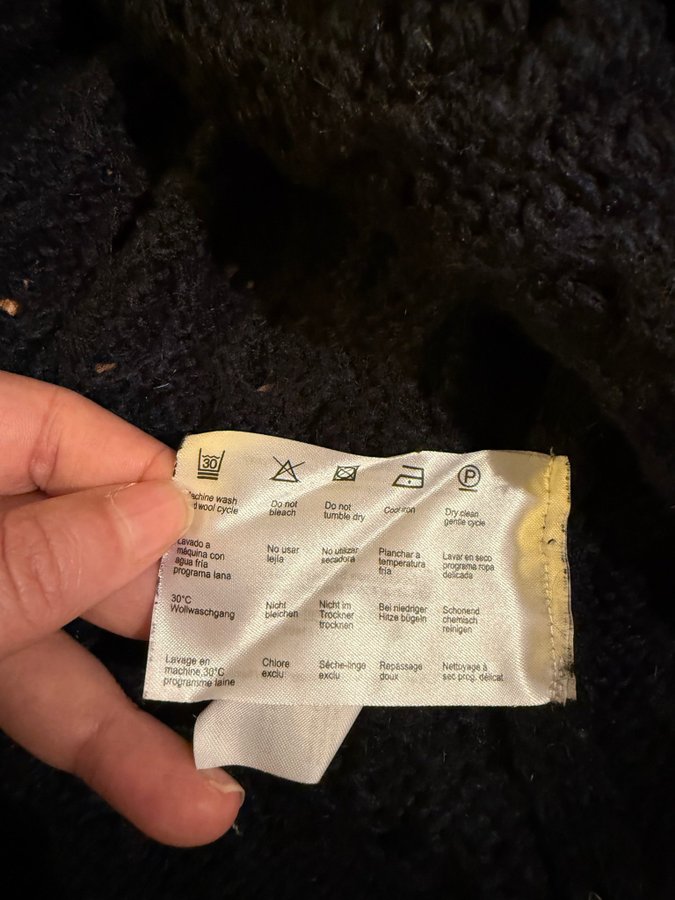 30
P
wash
wool cycle
Do not
bleach
Do not
tumble dry
Cool iron
Dry clean
gentle cycle
Lavado a
máquina con
agua fría
programa lana
No usar
lejía
No utilizar
secadora
Planchar a
temperatura
fría
Lavar en seco
programa ropa
delicada
30°C
Wollwaschgang
Nicht
bleichen
Nicht im
Trockner
trocknen
Bei niedriger
Hitze bügeln
Schonend
chemisch
reinigen
Lavage en
machine,30°C
programme laine
Chlore
exclu
Séche-linge
exclu
Repassage
doux
Nettoyage à
sec prog. délicat